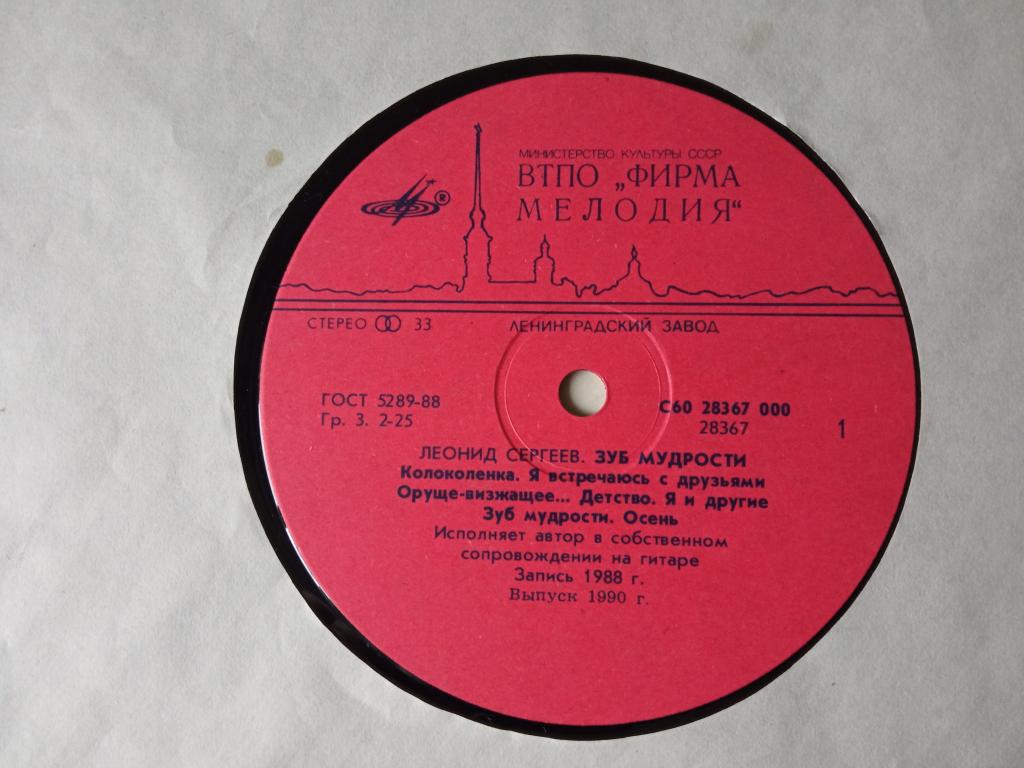 МИНИСТЕРСТВО КУЛЬТУРЫ СССР
ВТПО „ФИРМА
МЕЛОДИЯ“
®
СТЕРЕО 33
ЛЕНИНГРАДСКИЙ ЗАВОД
ГОСТ 5289-88
Гр. 3. 2-25
С60 28367 000
28367
1
ЛЕОНИД СЕРГЕЕВ. ЗУБ МУДРОСТИ
Колоколенка. Я встречаюсь с друзьями
Оруще-визжащее... Детство. Я и другие
Зуб мудрости. Осень
Исполняет автор в собственном
сопровождении на гитаре
Запись 1988 г.
Выпуск 1990 г.